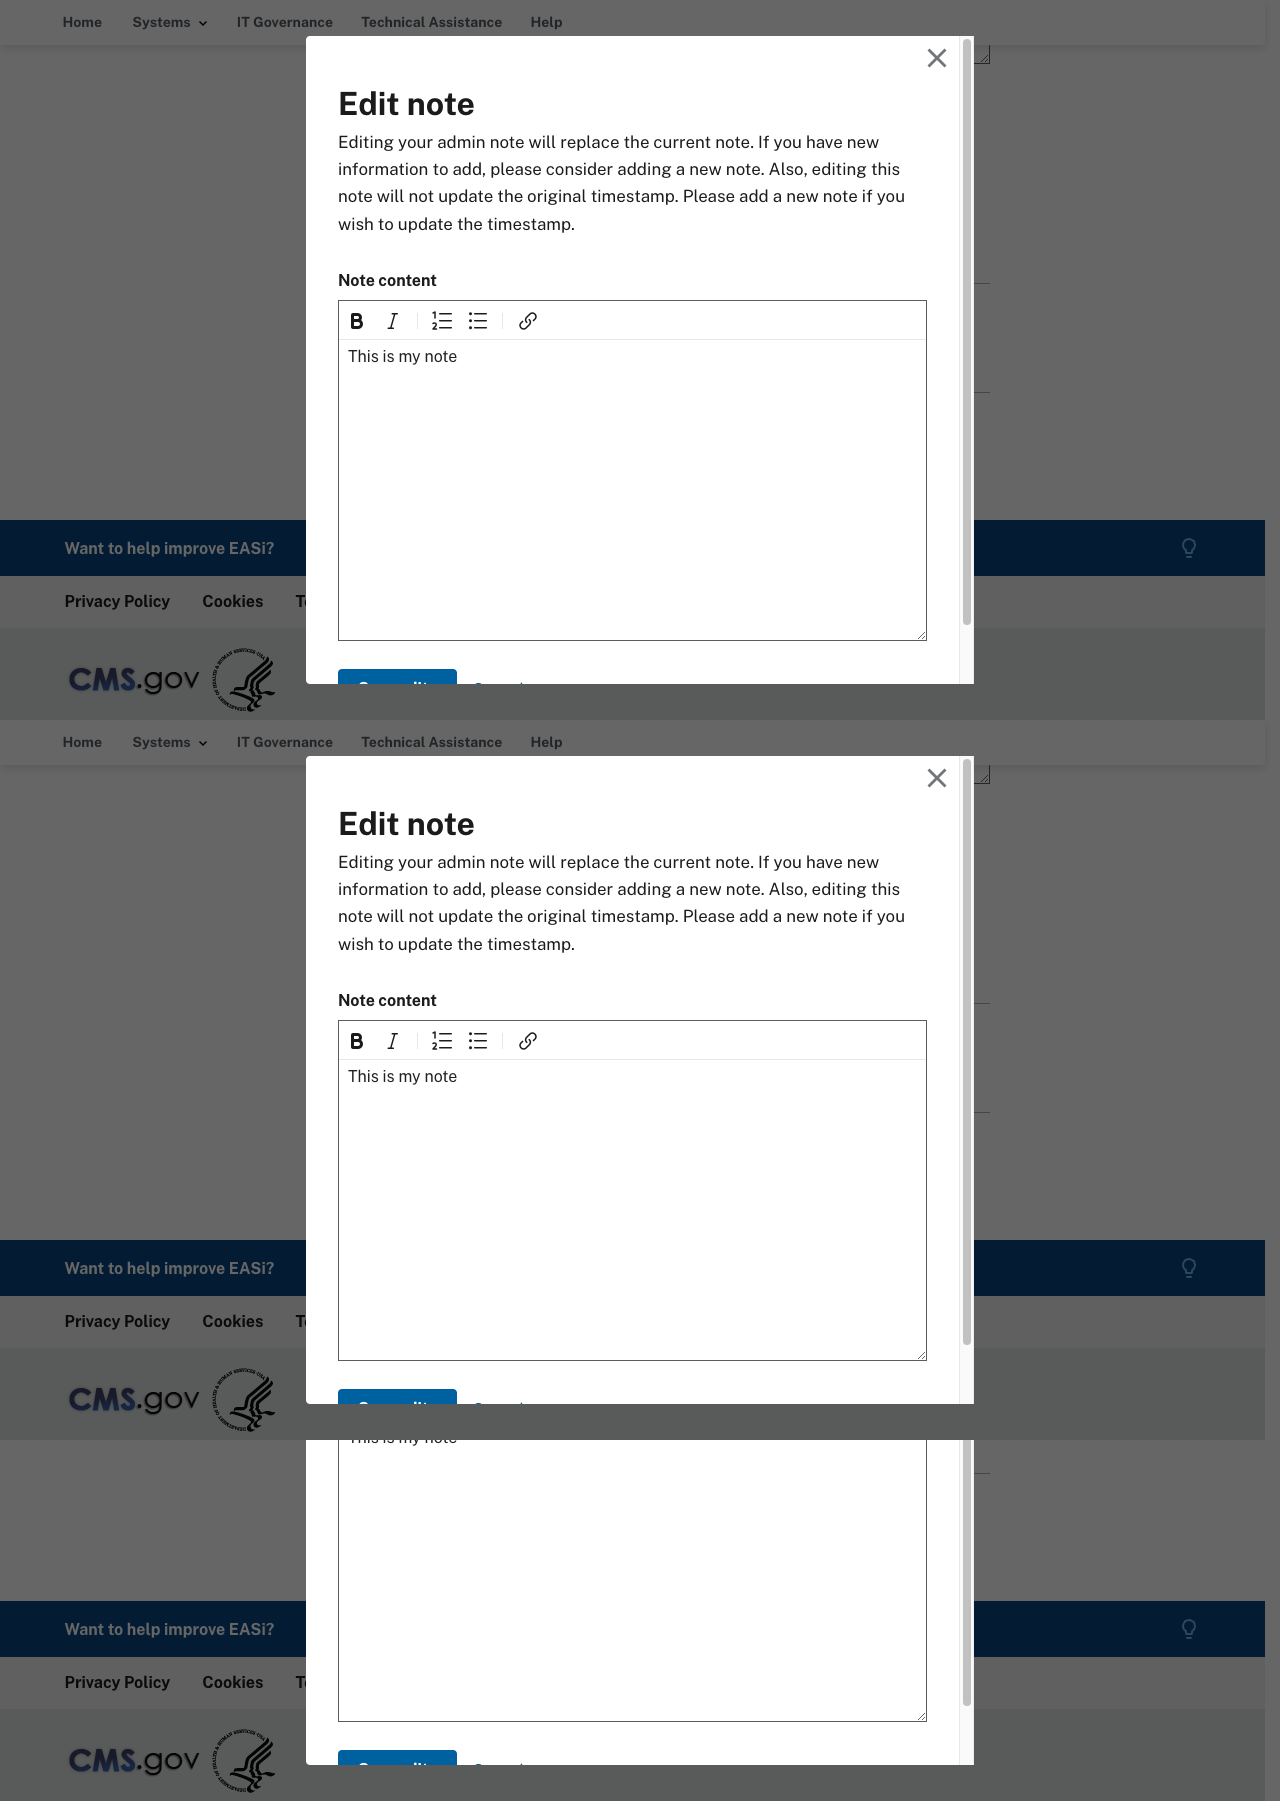 Home Systems IT Governance Technical Assistance Help
Edit note
Editing your admin note will replace the current note. If you have new
information to add, please consider adding a new note. Also, editing this
note will not update the original timestamp. Please add a new note if you
wish to update the timestamp.
Note content
This is my note
Want to help improve EASi?
Privacy Policy Cookies
CMS.gov
Home Systems IT Governance Technical Assistance Help
Edit note
Editing your admin note will replace the current note. If you have new
information to add, please consider adding a new note. Also, editing this
note will not update the original timestamp. Please add a new note if you
wish to update the timestamp.
Note content
This is my note
Want to help improve EASi?
Privacy Policy Cookies
CMS.gov
This is my note
Want to help improve EASi?
Privacy Policy Cookies
CMS.gov